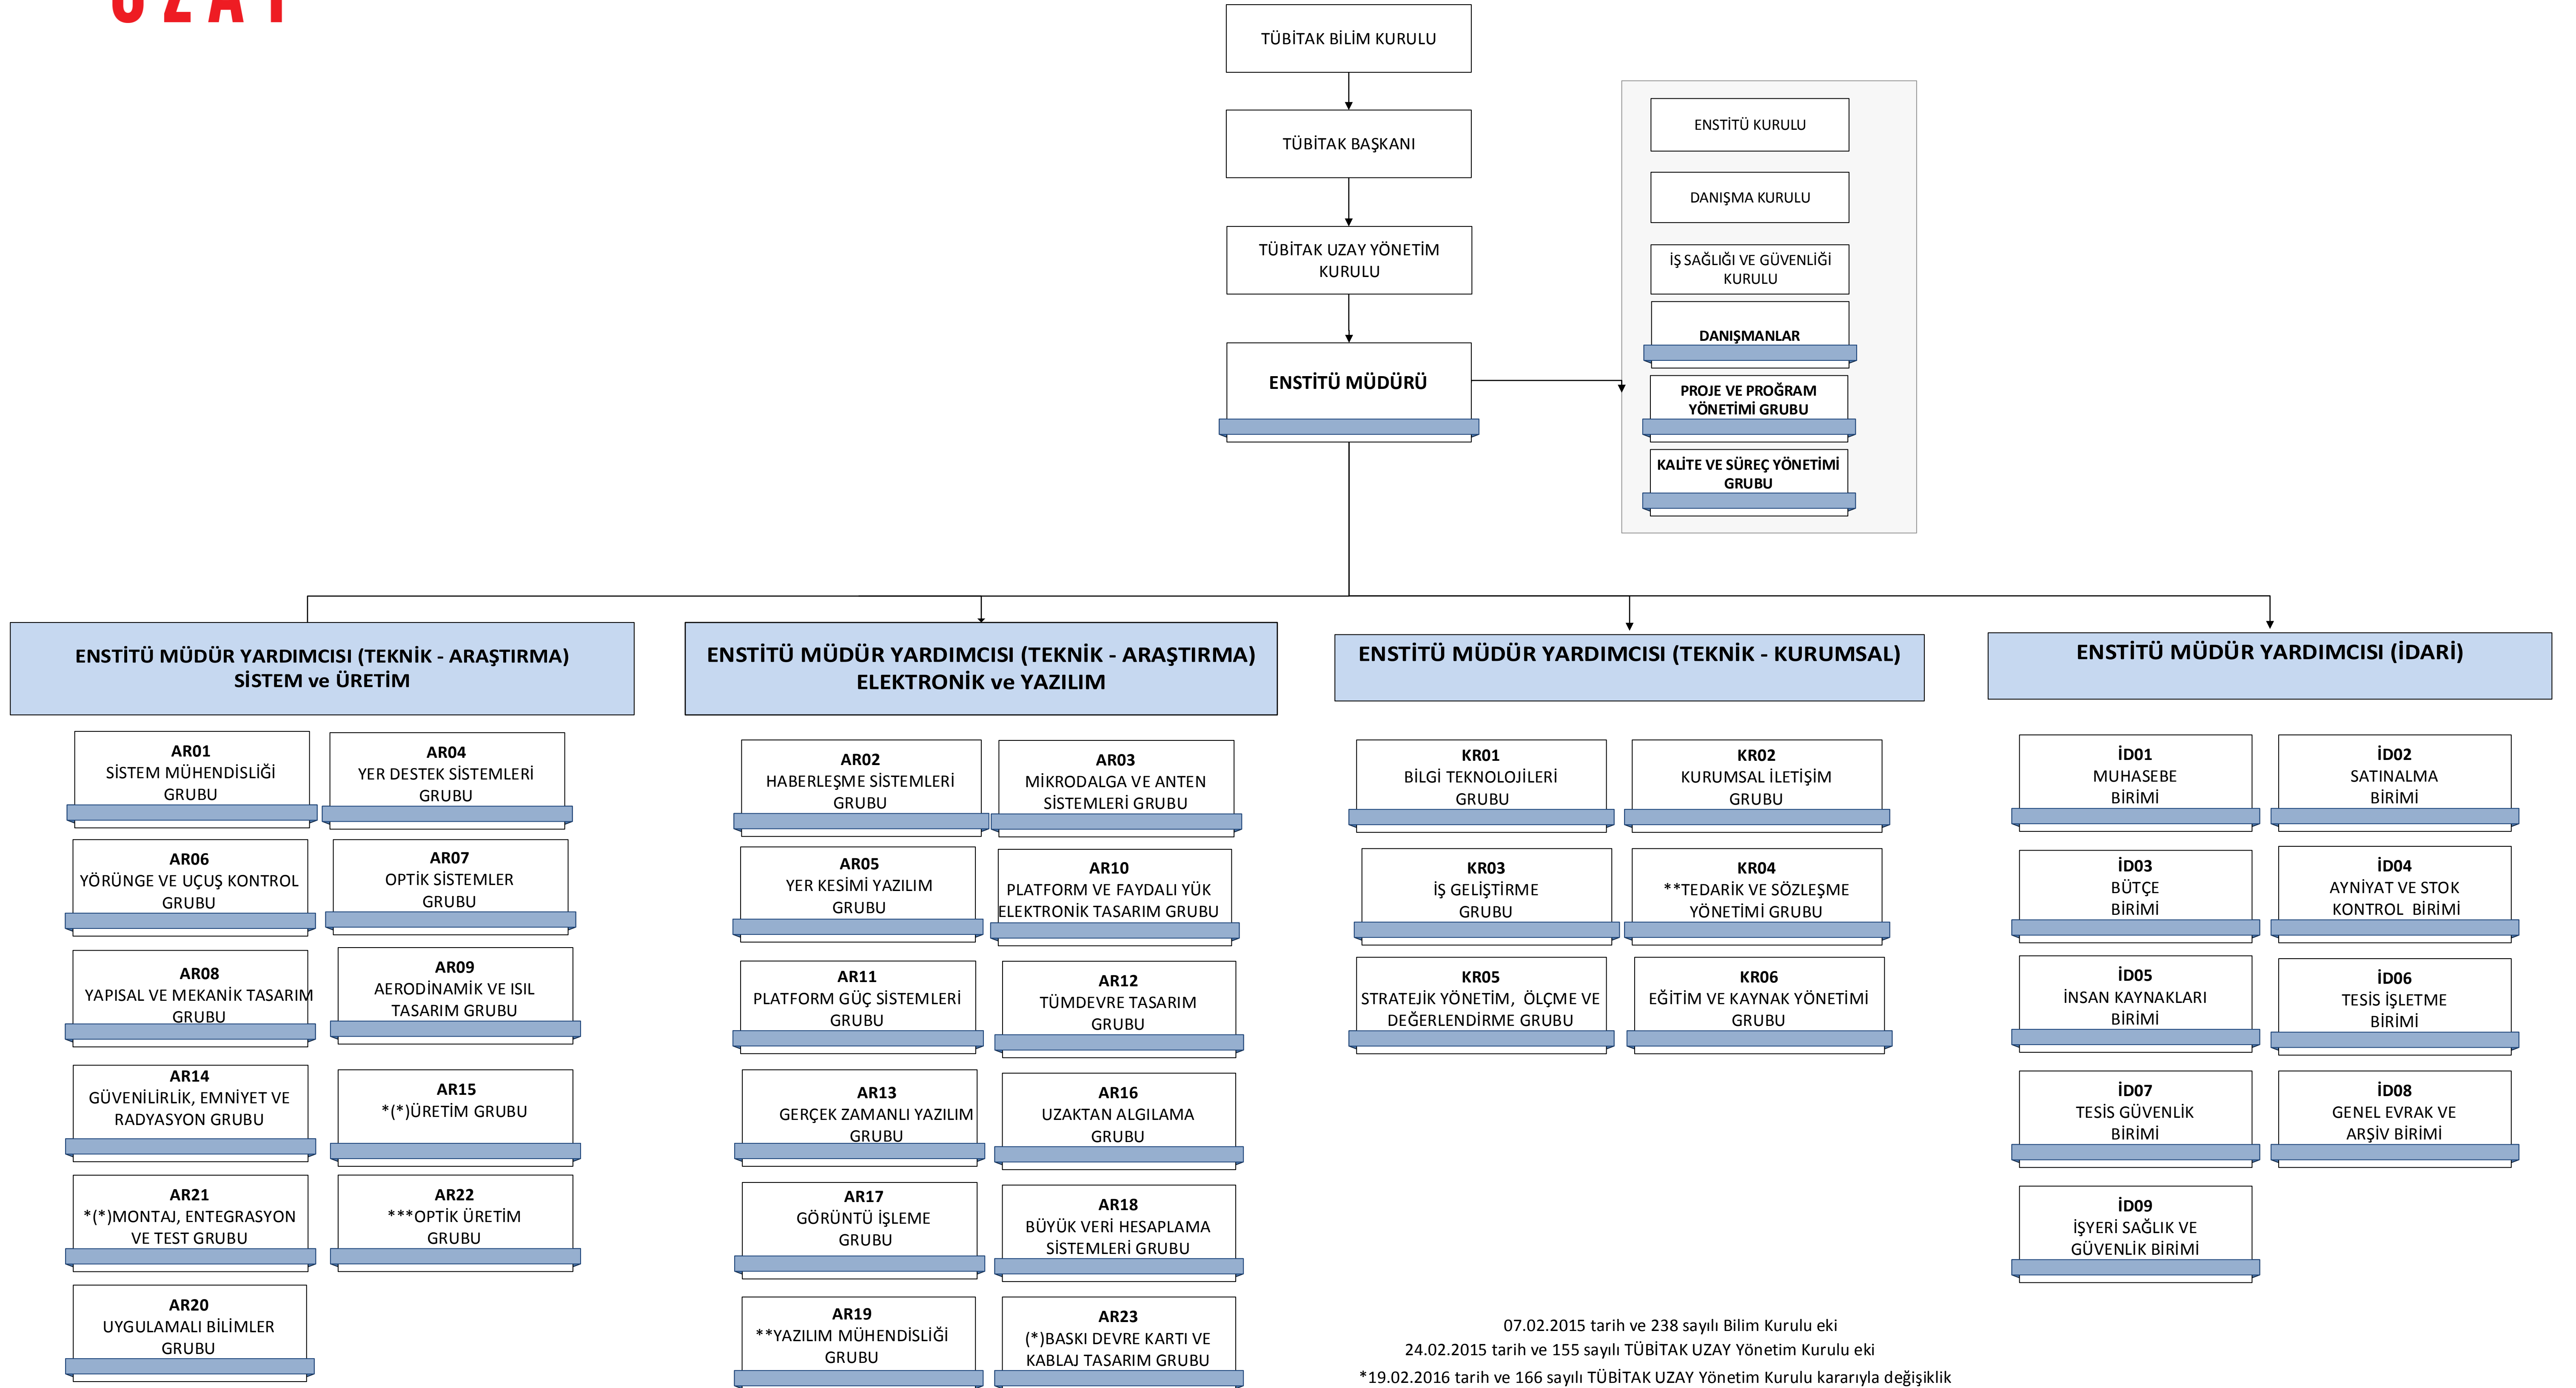 UZAY
TÜBİTAK BİLİM KURULU
TÜBİTAK BAŞKANI
TÜBİTAK UZAY YÖNETİM
KURULU
ENSTİTÜ MÜDÜRÜ
ENSTİTÜ KURULU
DANIŞMA KURULU
İŞ SAĞLIĞI VE GÜVENLİĞİ
KURULU
DANIŞMANLAR
PROJE VE PROĞRAM
YÖNETİMİ GRUBU
KALİTE VE SÜREÇ YÖNETİMİ
GRUBU
ENSTİTÜ MÜDÜR YARDIMCISI (TEKNİK - ARAŞTIRMA)
SİSTEM ve ÜRETİM
AR01
SİSTEM MÜHENDİSLİĞİ
GRUBU
AR04
YER DESTEK SİSTEMLERİ
GRUBU
AR06
YÖRÜNGE VE UÇUŞ KONTROL
GRUBU
AR07
OPTİK SİSTEMLER
GRUBU
AR08
YAPISAL VE MEKANİK TASARIM
GRUBU
AR09
AERODİNAMİK VE ISIL
TASARIM GRUBU
AR14
GÜVENİLİRLİK, EMNİYET VE
RADYASYON GRUBU
AR15
*(*)ÜRETİM GRUBU
AR21
*(*)MONTAJ, ENTEGRASYON
VE TEST GRUBU
AR22
***OPTİK ÜRETİM
GRUBU
AR20
UYGULAMALI BİLİMLER
GRUBU
ENSTİTÜ MÜDÜR YARDIMCISI (TEKNİK - ARAŞTIRMA)
ELEKTRONİK ve YAZILIM
AR02
HABERLEŞME SİSTEMLERİ
GRUBU
AR03
MİKRODALGA VE ANTEN
SİSTEMLERİ GRUBU
AR05
YER KESİMİ YAZILIM
GRUBU
AR10
PLATFORM VE FAYDALI YÜK
ELEKTRONİK TASARIM GRUBU
AR11
PLATFORM GÜÇ SİSTEMLERİ
GRUBU
AR12
TÜMDEVRE TASARIM
GRUBU
AR13
GERÇEK ZAMANLI YAZILIM
GRUBU
AR16
UZAKTAN ALGILAMA
GRUBU
AR17
GÖRÜNTÜ İŞLEME
GRUBU
AR18
BÜYÜK VERİ HESAPLAMA
SİSTEMLERİ GRUBU
AR19
**YAZILIM MÜHENDİSLİĞİ
GRUBU
AR23
(*)BASKI DEVRE KARTI VE
KABLAJ TASARIM GRUBU
ENSTİTÜ MÜDÜR YARDIMCISI (TEKNİK - KURUMSAL)
KR01
BİLGİ TEKNOLOJİLERİ
GRUBU
KR02
KURUMSAL İLETİŞİM
GRUBU
KR03
İŞ GELİŞTİRME
GRUBU
KR04
**TEDARİK VE SÖZLEŞME
YÖNETİMİ GRUBU
KR05
STRATEJİK YÖNETİM, ÖLÇME VE
DEĞERLENDİRME GRUBU
KR06
EĞİTİM VE KAYNAK YÖNETİMİ
GRUBU
ENSTİTÜ MÜDÜR YARDIMCISI (İDARİ)
İD01
MUHASEBE
BİRİMİ
İD02
SATINALMA
BİRİMİ
İD03
BÜTÇE
BİRİMİ
İD04
AYNİYAT VE STOK
KONTROL BİRİMİ
İD05
İNSAN KAYNAKLARI
BİRİMİ
İD06
TESİS İŞLETME
BİRİMİ
İD07
TESİS GÜVENLİK
BİRİMİ
İD08
GENEL EVRAK VE
ARŞİV BİRİMİ
İD09
İŞYERİ SAĞLIK VE
GÜVENLİK BİRİMİ
07.02.2015 tarih ve 238 sayılı Bilim Kurulu eki
24.02.2015 tarih ve 155 sayılı TÜBİTAK UZAY Yönetim Kurulu eki
*19.02.2016 tarih ve 166 sayılı TÜBİTAK UZAY Yönetim Kurulu kararıyla değişiklik